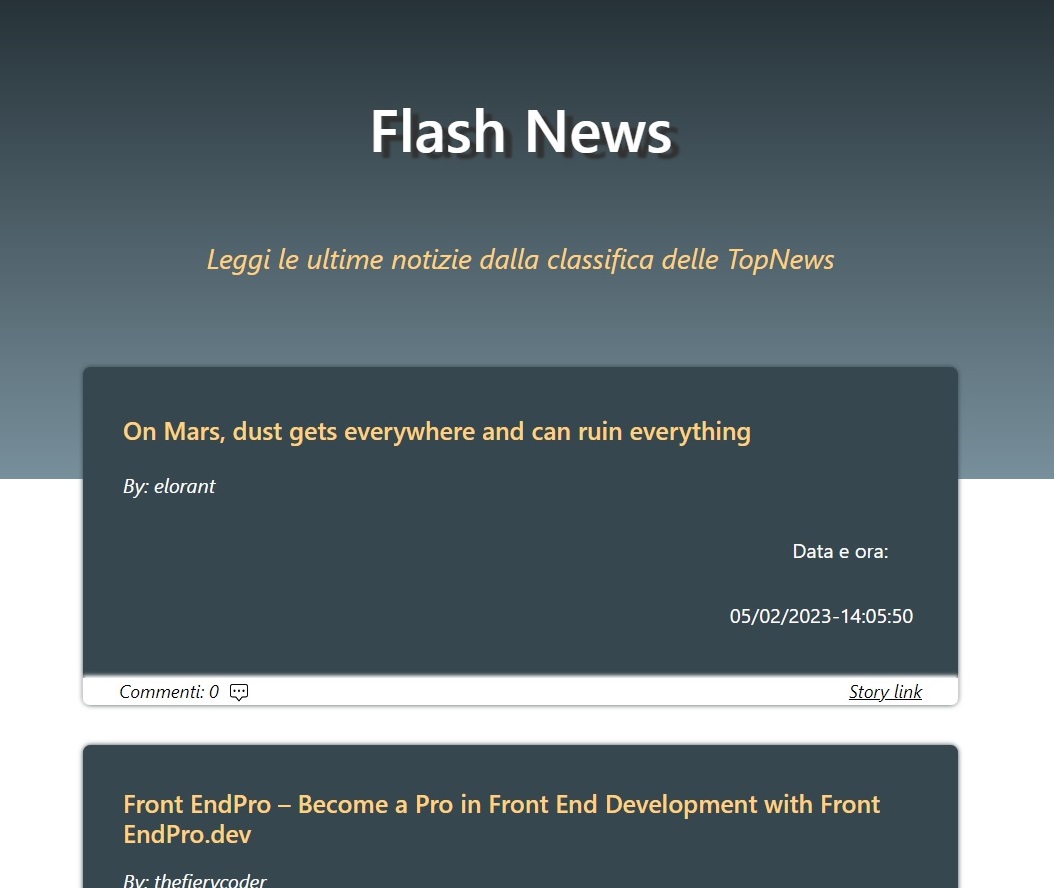 Flash News
Leggi le ultime notizie dalla classifica delle TopNews
On Mars, dust gets everywhere and can ruin everything
By: elorant
Data e ora:
05/02/2023-14:05:50
Commenti: 0
Story link
Front EndPro – Become a Pro in Front End Development with Front
EndPro.dev
By: thefierycoder